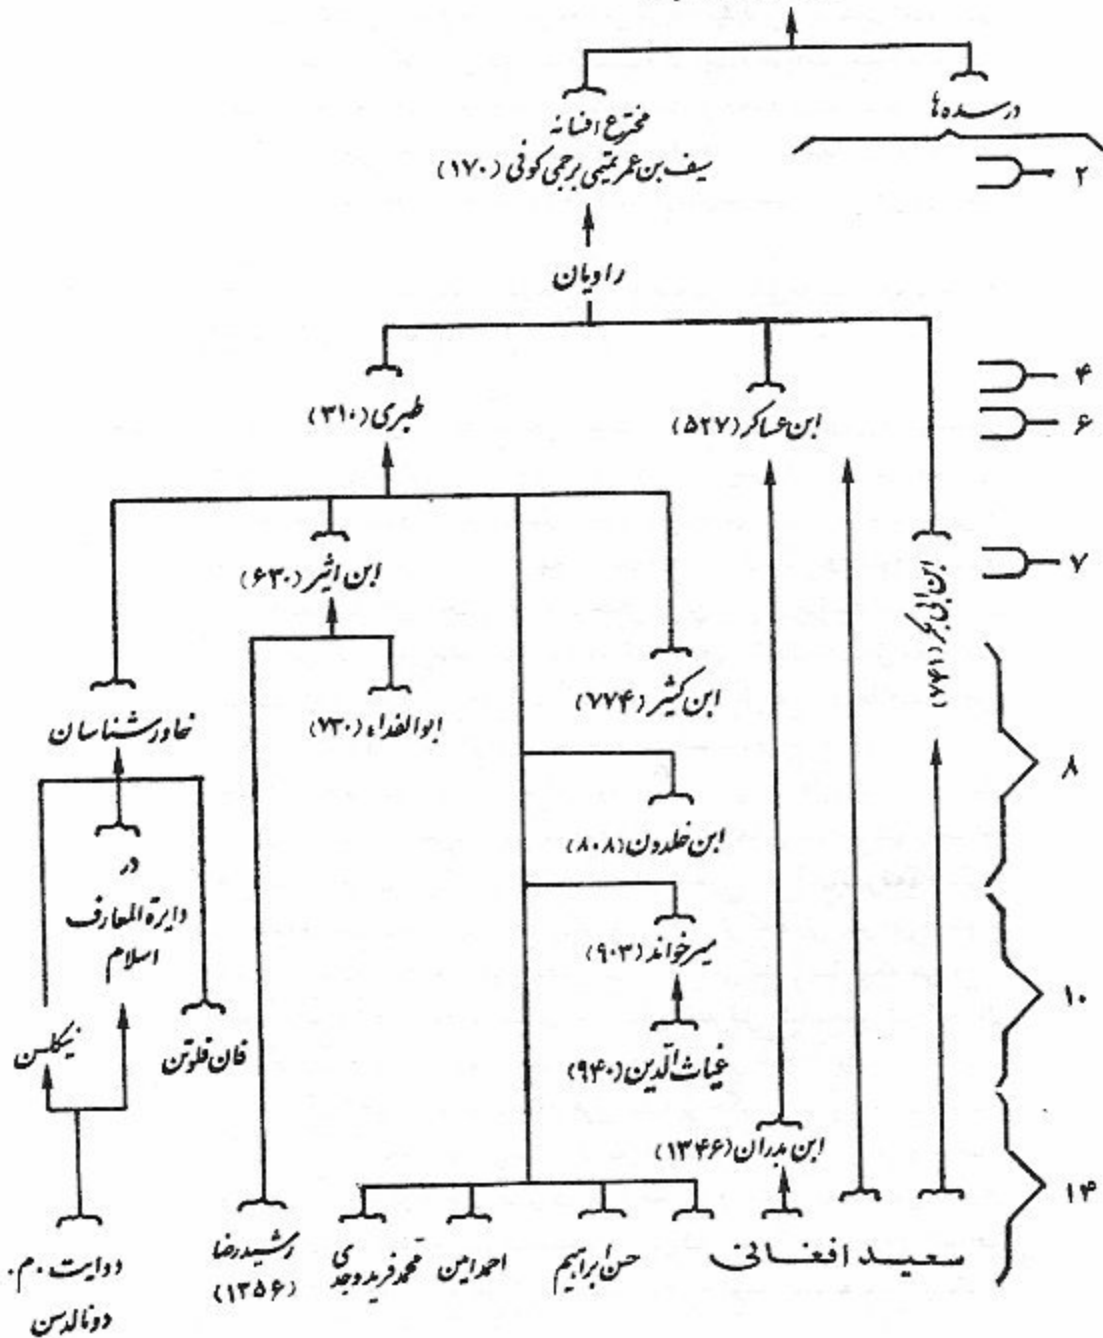 در سده‌ها
مخترع افسانه
سیف بن عمر تمیمی برجمی کوفی (۱۷۰)
۲
راویان
۴
طبری (۳۱۰)
ابن عساکر (۵۲۷)
۶
ابن اثیر (۶۳۰)
۷
ابن ابی بکر (۷۴۱)
ابن کثیر (۷۷۴)
ابوالفداء (۷۳۰)
خاورشناسان
۸
ابن خلدون (۸۰۸)
در
دایرة المعارف
اسلام
میرخواند (۹۰۳)
۱۰
نیکلسن
فان فلوتن
غیاث الدین (۹۴۰)
ابن بدران (۱۳۴۶)
۱۴
سعید افغانی
حسن ابراهیم
احمد امین
محمد فرید وجدی
رشید رضا
(۱۳۵۶)
دوایت . م .
دونالدسن